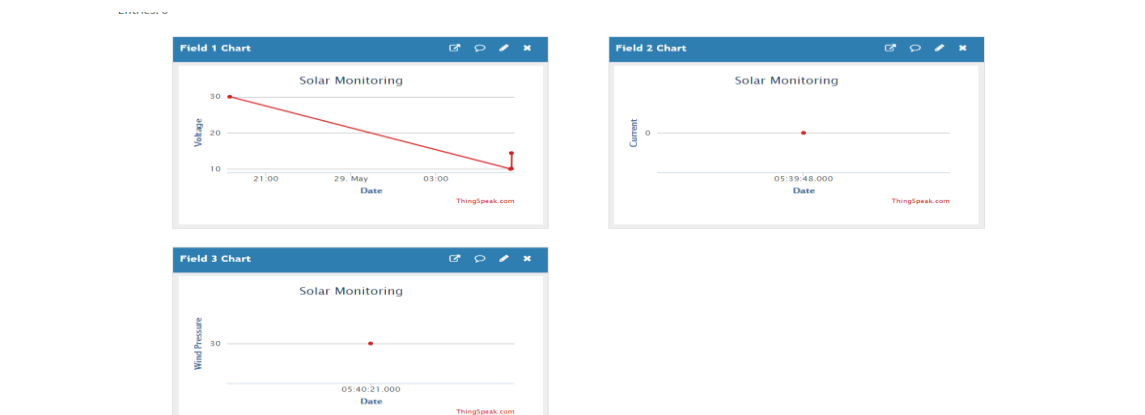 Field 1 Chart
Solar Monitoring
30
20
10
Voltage
21:00 29. May 03:00
Date
ThingSpeak.com
Field 2 Chart
Solar Monitoring
0
Current
05:39:48.000
Date
ThingSpeak.com
Field 3 Chart
Solar Monitoring
30
Wind Pressure
05:40:21.000
Date
ThingSpeak.com